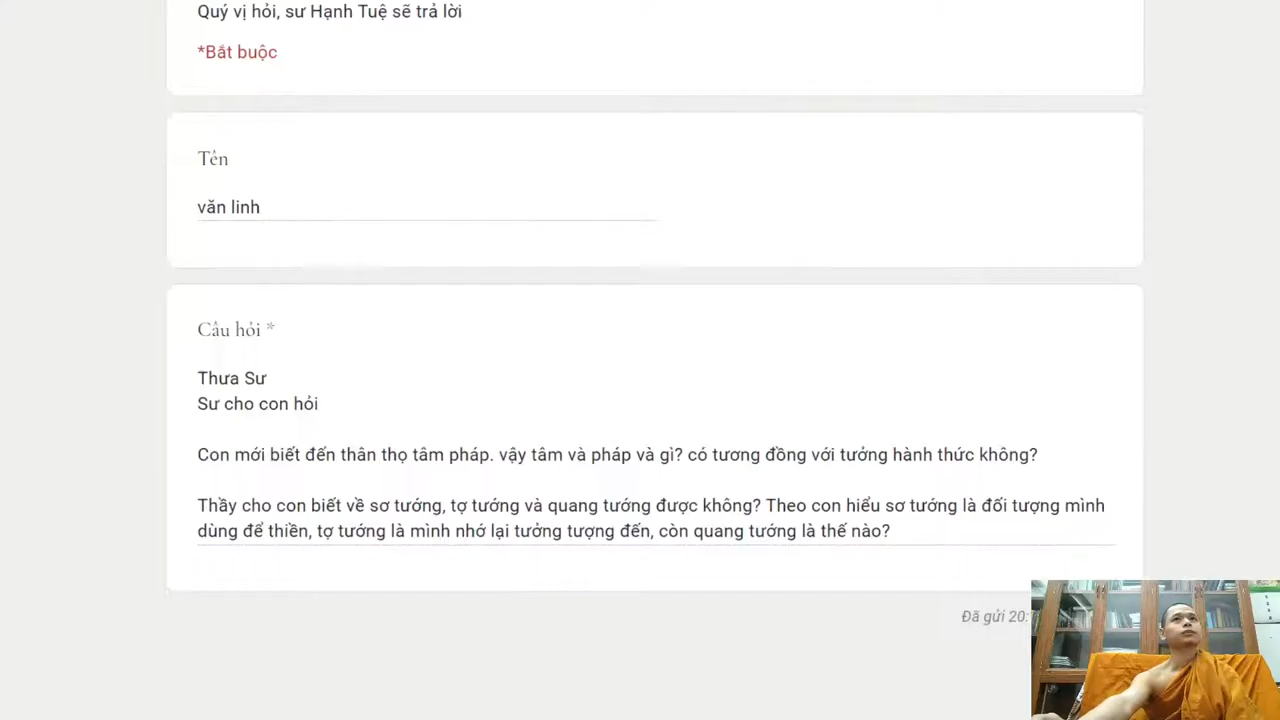 Quý vị hỏi, sư Hạnh Tuệ sẽ trả lời
*Bắt buộc
Tên
văn linh
Câu hỏi *
Thưa Sư
Sư cho con hỏi
Con mới biết đến thân thọ tâm pháp. vậy tâm và pháp và gì? có tương đồng với tưởng hành thức không?
Thầy cho con biết về sơ tướng, tợ tướng và quang tướng được không? Theo con hiểu sơ tướng là đối tượng mình
dùng để thiền, tợ tướng là mình nhớ lại tưởng tượng đến, còn quang tướng là thế nào?
Đã gửi 20: